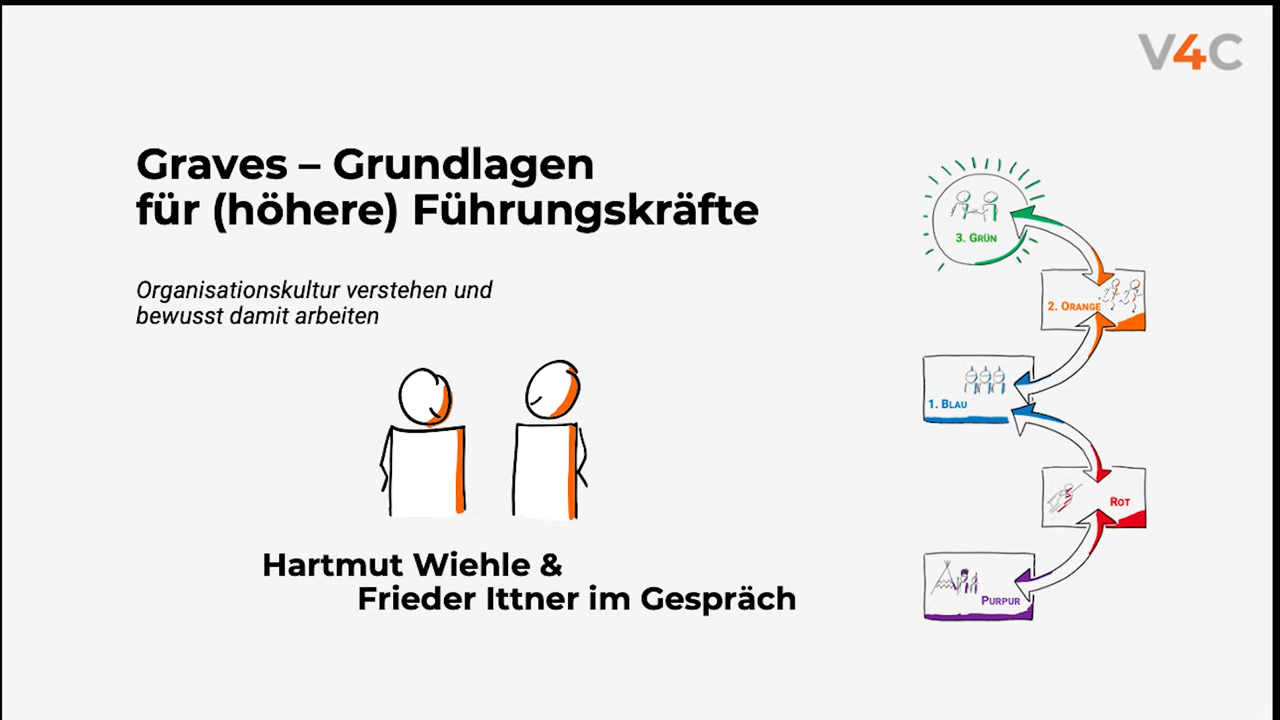 V4C
Graves – Grundlagen
für (höhere) Führungskräfte
Organisationskultur verstehen und
bewusst damit arbeiten
Hartmut Wiehle &
Frieder Ittner im Gespräch
3. Grün
2. Orange
1. Blau
Rot
Purpur